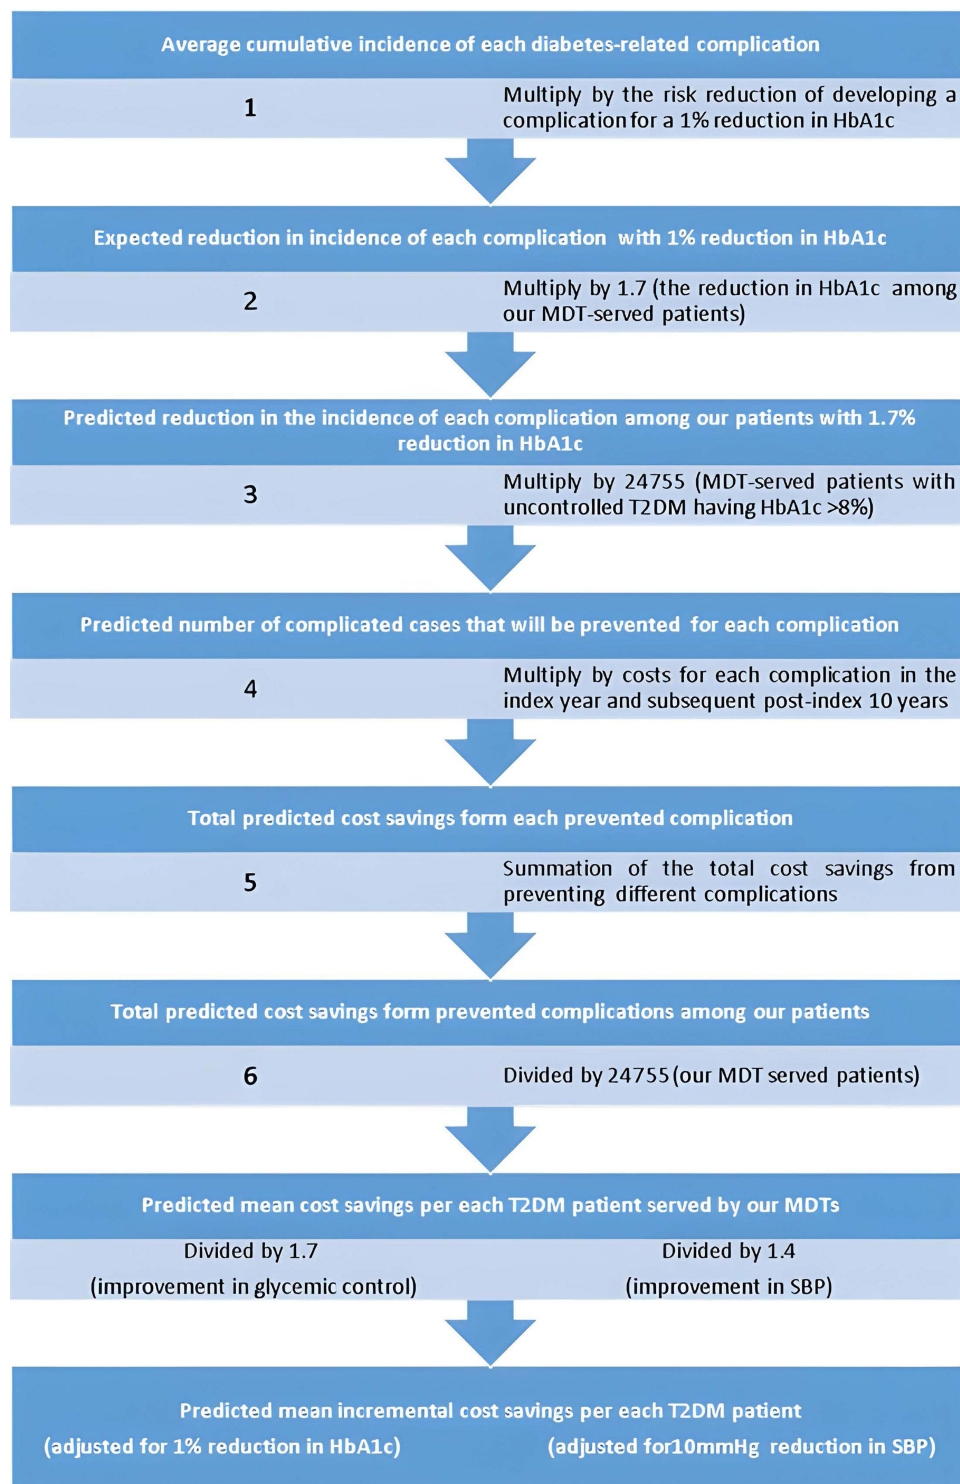 Average cumulative incidence of each diabetes-related complication
1
Multiply by the risk reduction of developing a
complication for a 1% reduction in HbA1c
Expected reduction in incidence of each complication with 1% reduction in HbA1c
2
Multiply by 1.7 (the reduction in HbA1c among
our MDT-served patients)
Predicted reduction in the incidence of each complication among our patients with 1.7%
reduction in HbA1c
3
Multiply by 24755 (MDT-served patients with
uncontrolled T2DM having HbA1c >8%)
Predicted number of complicated cases that will be prevented for each complication
4
Multiply by costs for each complication in the
index year and subsequent post-index 10 years
Total predicted cost savings form each prevented complication
5
Summation of the total cost savings from
preventing different complications
Total predicted cost savings form prevented complications among our patients
6
Divided by 24755 (our MDT served patients)
Predicted mean cost savings per each T2DM patient served by our MDTs
Divided by 1.7
(improvement in glycemic control)
Divided by 1.4
(improvement in SBP)
Predicted mean incremental cost savings per each T2DM patient
(adjusted for 1% reduction in HbA1c)
(adjusted for10mmHg reduction in SBP)